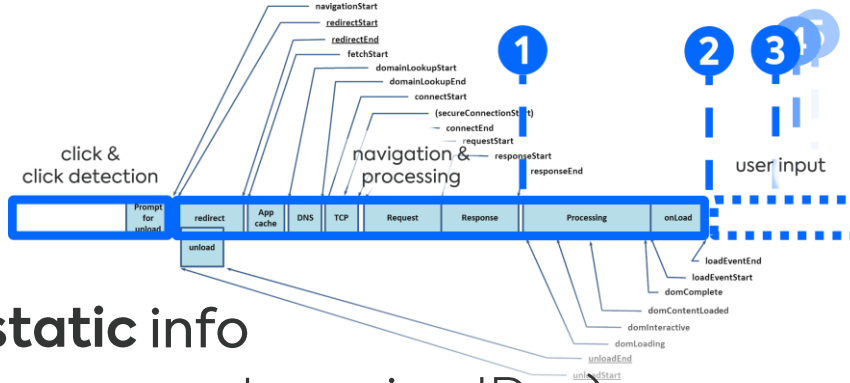 navigationStart
redirectStart
redirectEnd
fetchStart
domainLookupStart
domainLookupEnd
connectStart
(secureConnectionStart)
connectEnd
requestStart
responseStart
responseEnd
1
2
3
4
5
click &
click detection
navigation &
processing
user input
Prompt
for
unload
redirect
App
cache
DNS
TCP
Request
Response
Processing
onLoad
unload
loadEventEnd
loadEventStart
domComplete
domContentLoaded
domInteractive
domLoading
unloadEnd
unloadStart
static info